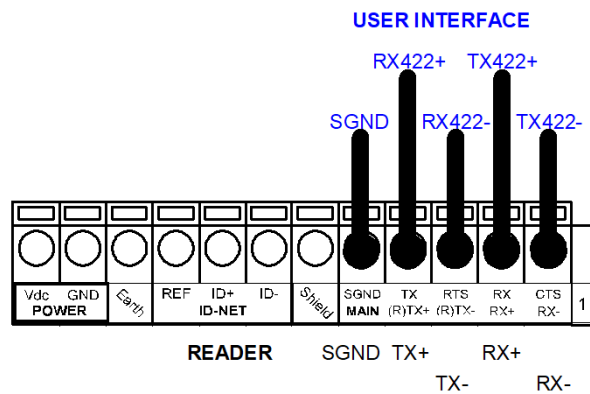 USER INTERFACE
RX422+ TX422+
SGND RX422- TX422-
Vdc GND Earth REF ID+ ID- Shield SGND TX RTS RX CTS 1
POWER ID-NET MAIN (R)TX+ (R)TX- RX+ RX-
READER SGND TX+ RX+
TX- RX-